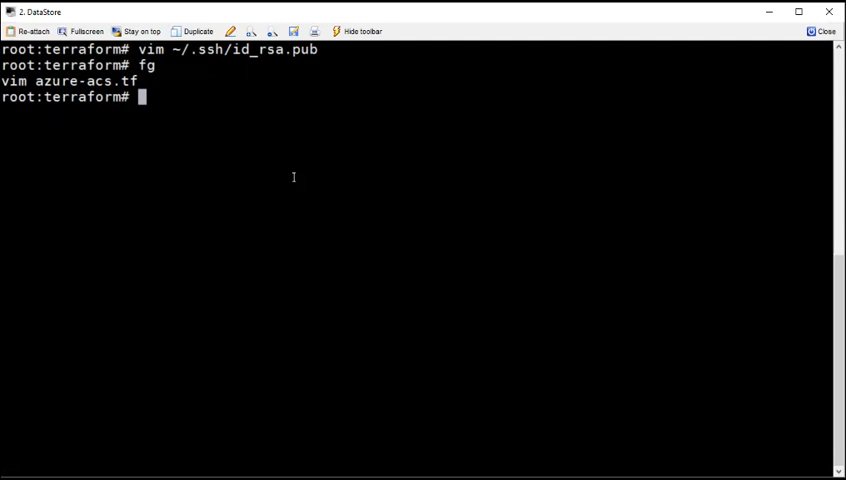 2. DataStore
Re-attach Fullscreen Stay on top Duplicate Hide toolbar Close
root:terraform# vim ~/.ssh/id_rsa.pub
root:terraform# fg
vim azure-acs.tf
root:terraform#